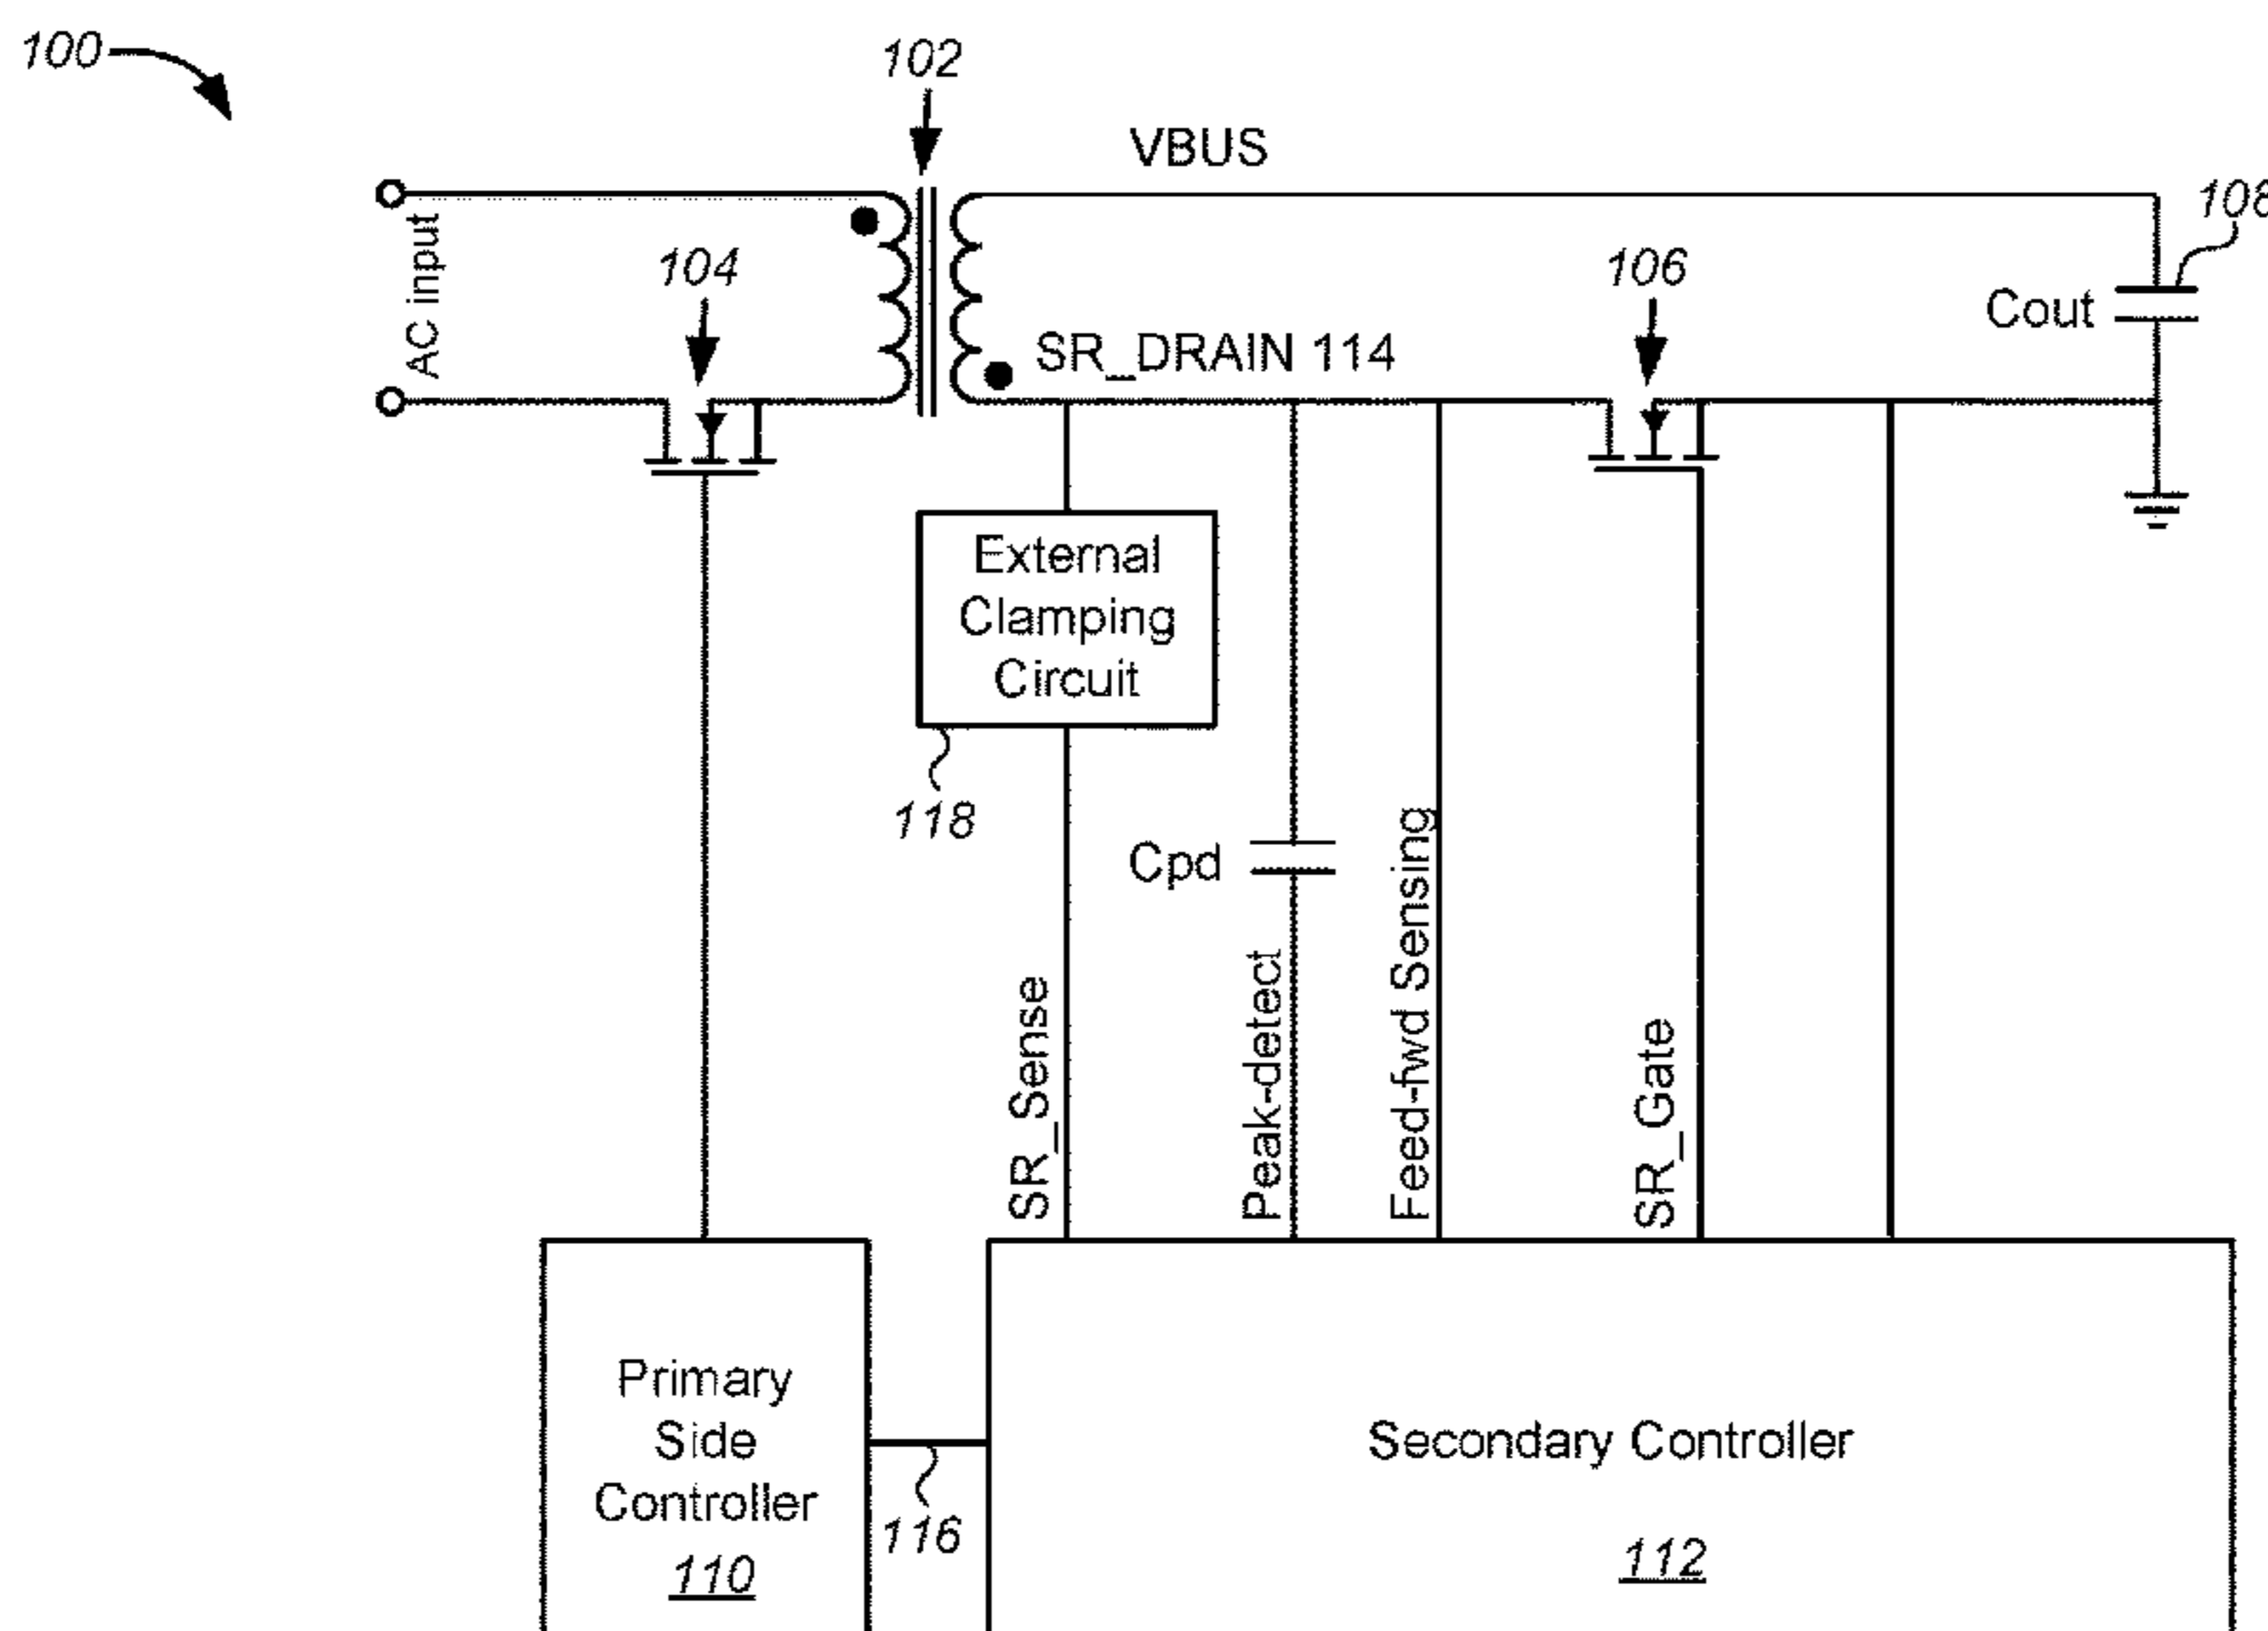 100
102
VBUS
108
AC input
104
106
Cout
SR_DRAIN 114
External
Clamping
Circuit
118
Cpd
SR_Sense
Peak-detect
Feed-fwd Sensing
SR_Gate
Primary
Side
Controller
110
116
Secondary Controller
112